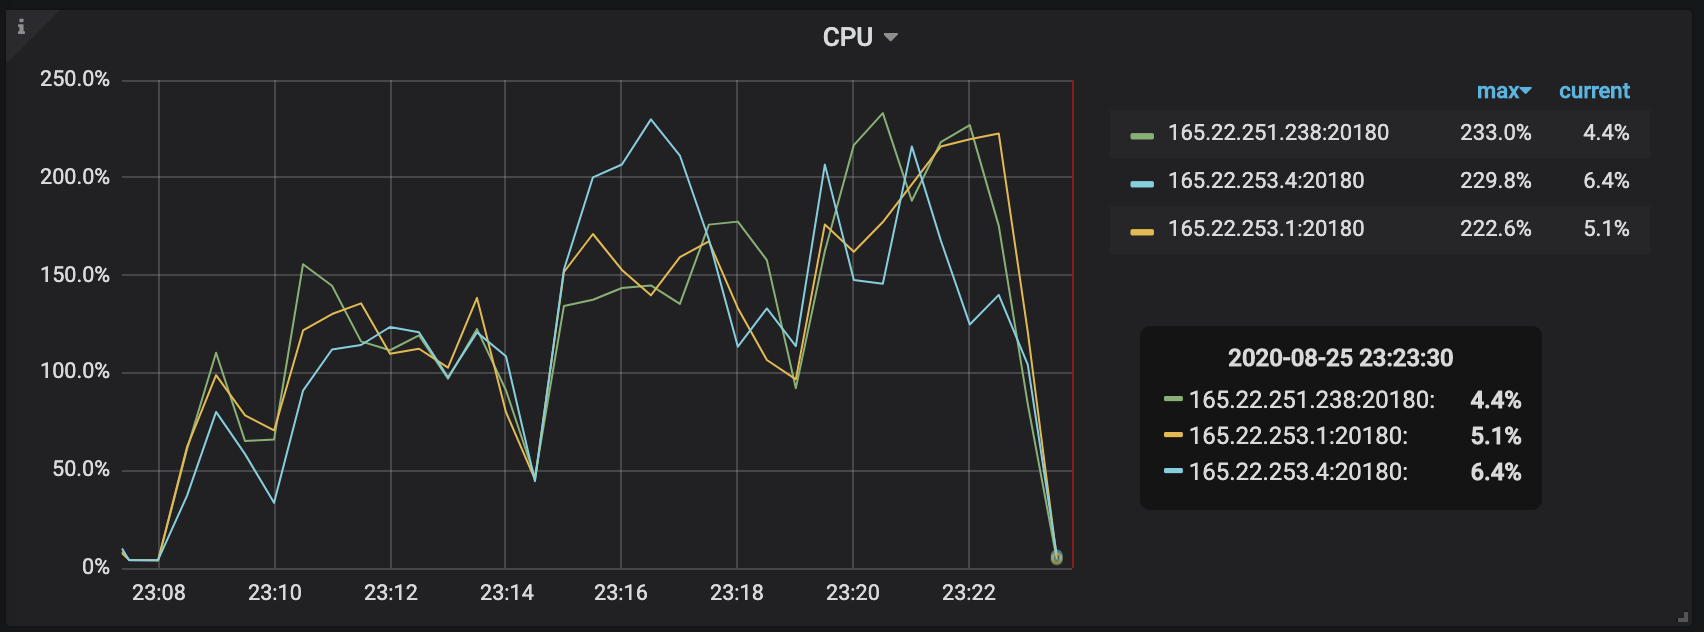 i
CPU
250.0%
200.0%
150.0%
100.0%
50.0%
0%
23:08 23:10 23:12 23:14 23:16 23:18 23:20 23:22
max current
165.22.251.238:20180 233.0% 4.4%
165.22.253.4:20180 229.8% 6.4%
165.22.253.1:20180 222.6% 5.1%
2020-08-25 23:23:30
165.22.251.238:20180: 4.4%
165.22.253.1:20180: 5.1%
165.22.253.4:20180: 6.4%